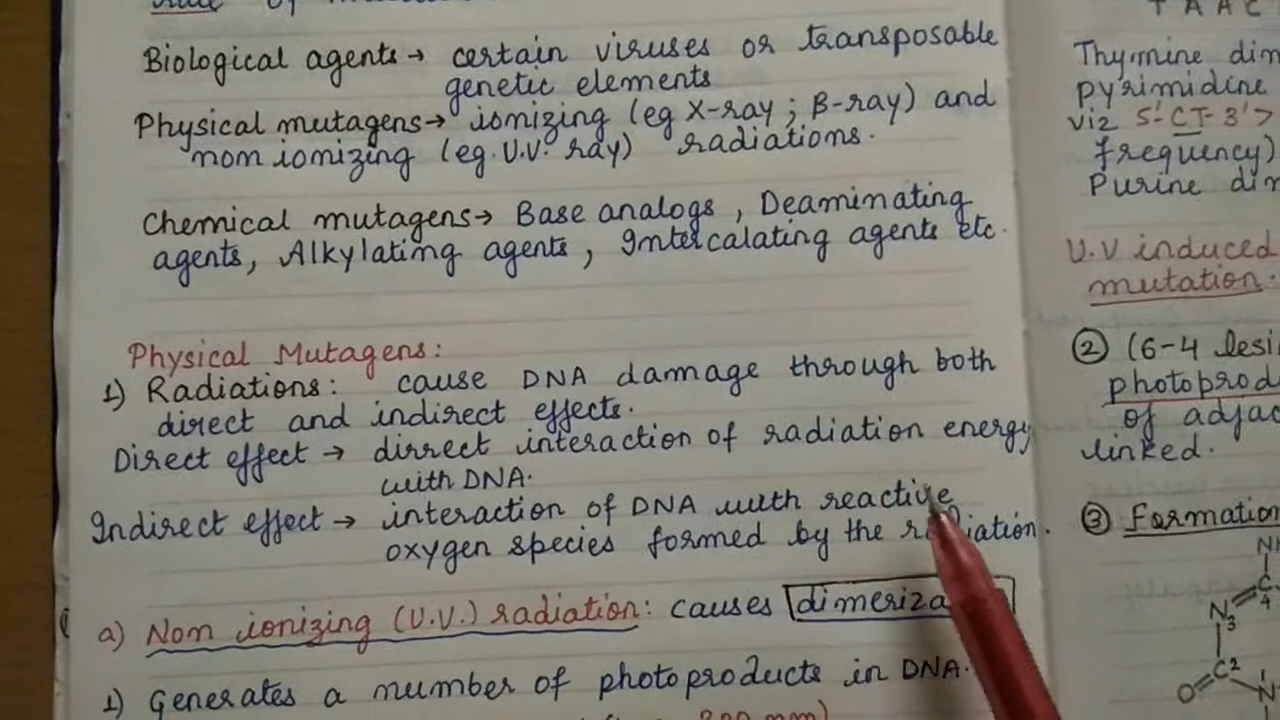 Biological agents → certain viruses or transposable
genetic elements
Physical mutagens → ionizing (eg X-ray ; β-ray) and
non ionizing (eg. U.V. ray) radiations.
Chemical mutagens → Base analogs , Deaminating
agents, Alkylating agents , Intercalating agents etc.
Physical Mutagens:
1) Radiations: cause DNA damage through both
direct and indirect effects.
Direct effect → dirrect interaction of radiation energy
with DNA.
Indirect effect → interaction of DNA with reactive
oxygen species formed by the radiation.
a) Non ionizing (U.V.) radiation: causes dimeriza
1) Generates a number of photoproducts in DNA.
T A A C
Thymine dim
pyrimidine
viz 5'-CT-3' >
frequency)
Purine dim
U.V induced
mutation.
② (6-4 lesi
photoprod
of adjac
linked.
③ Formation
N
C
4
N
3
C
2
O
N
1